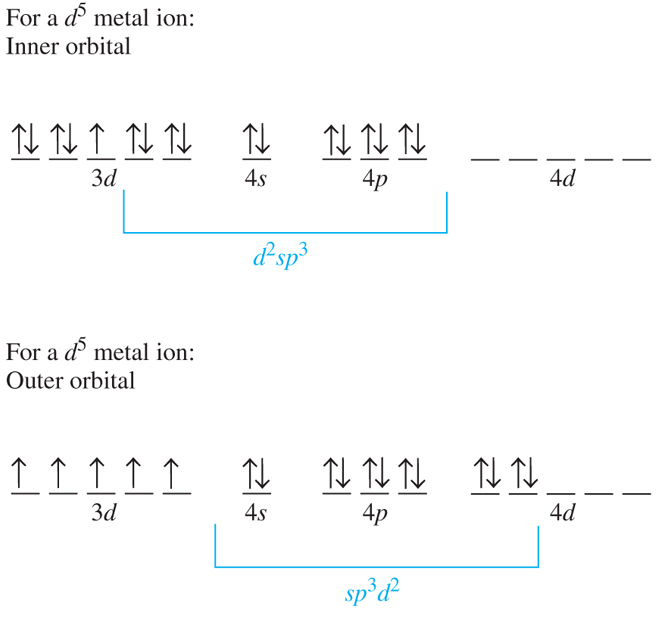 For a d⁵ metal ion:
Inner orbital
3d 4s 4p 4d
d²sp³
For a d⁵ metal ion:
Outer orbital
3d 4s 4p 4d
sp³d²